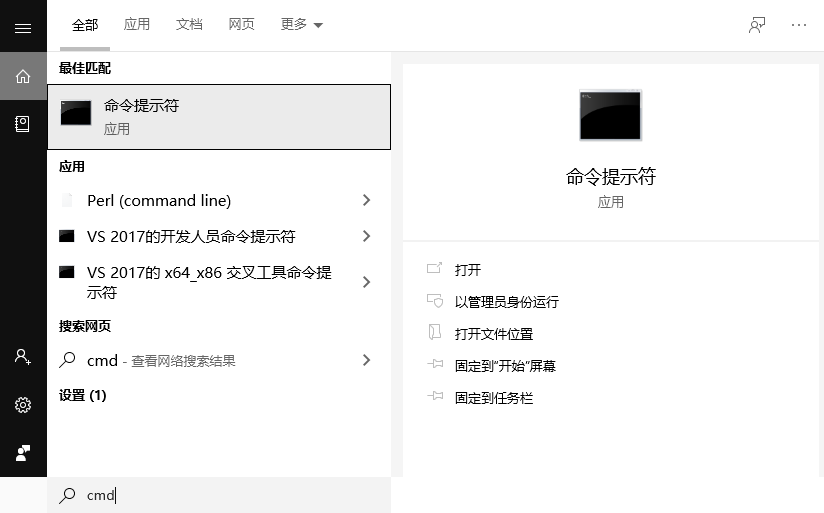 全部 应用 文档 网页 更多
最佳匹配
命令提示符
应用
应用
Perl (command line)
VS 2017的开发人员命令提示符
VS 2017的 x64_x86 交叉工具命令提
示符
搜索网页
cmd - 查看网络搜索结果
设置 (1)
cmd
命令提示符
应用
打开
以管理员身份运行
打开文件位置
固定到"开始"屏幕
固定到任务栏